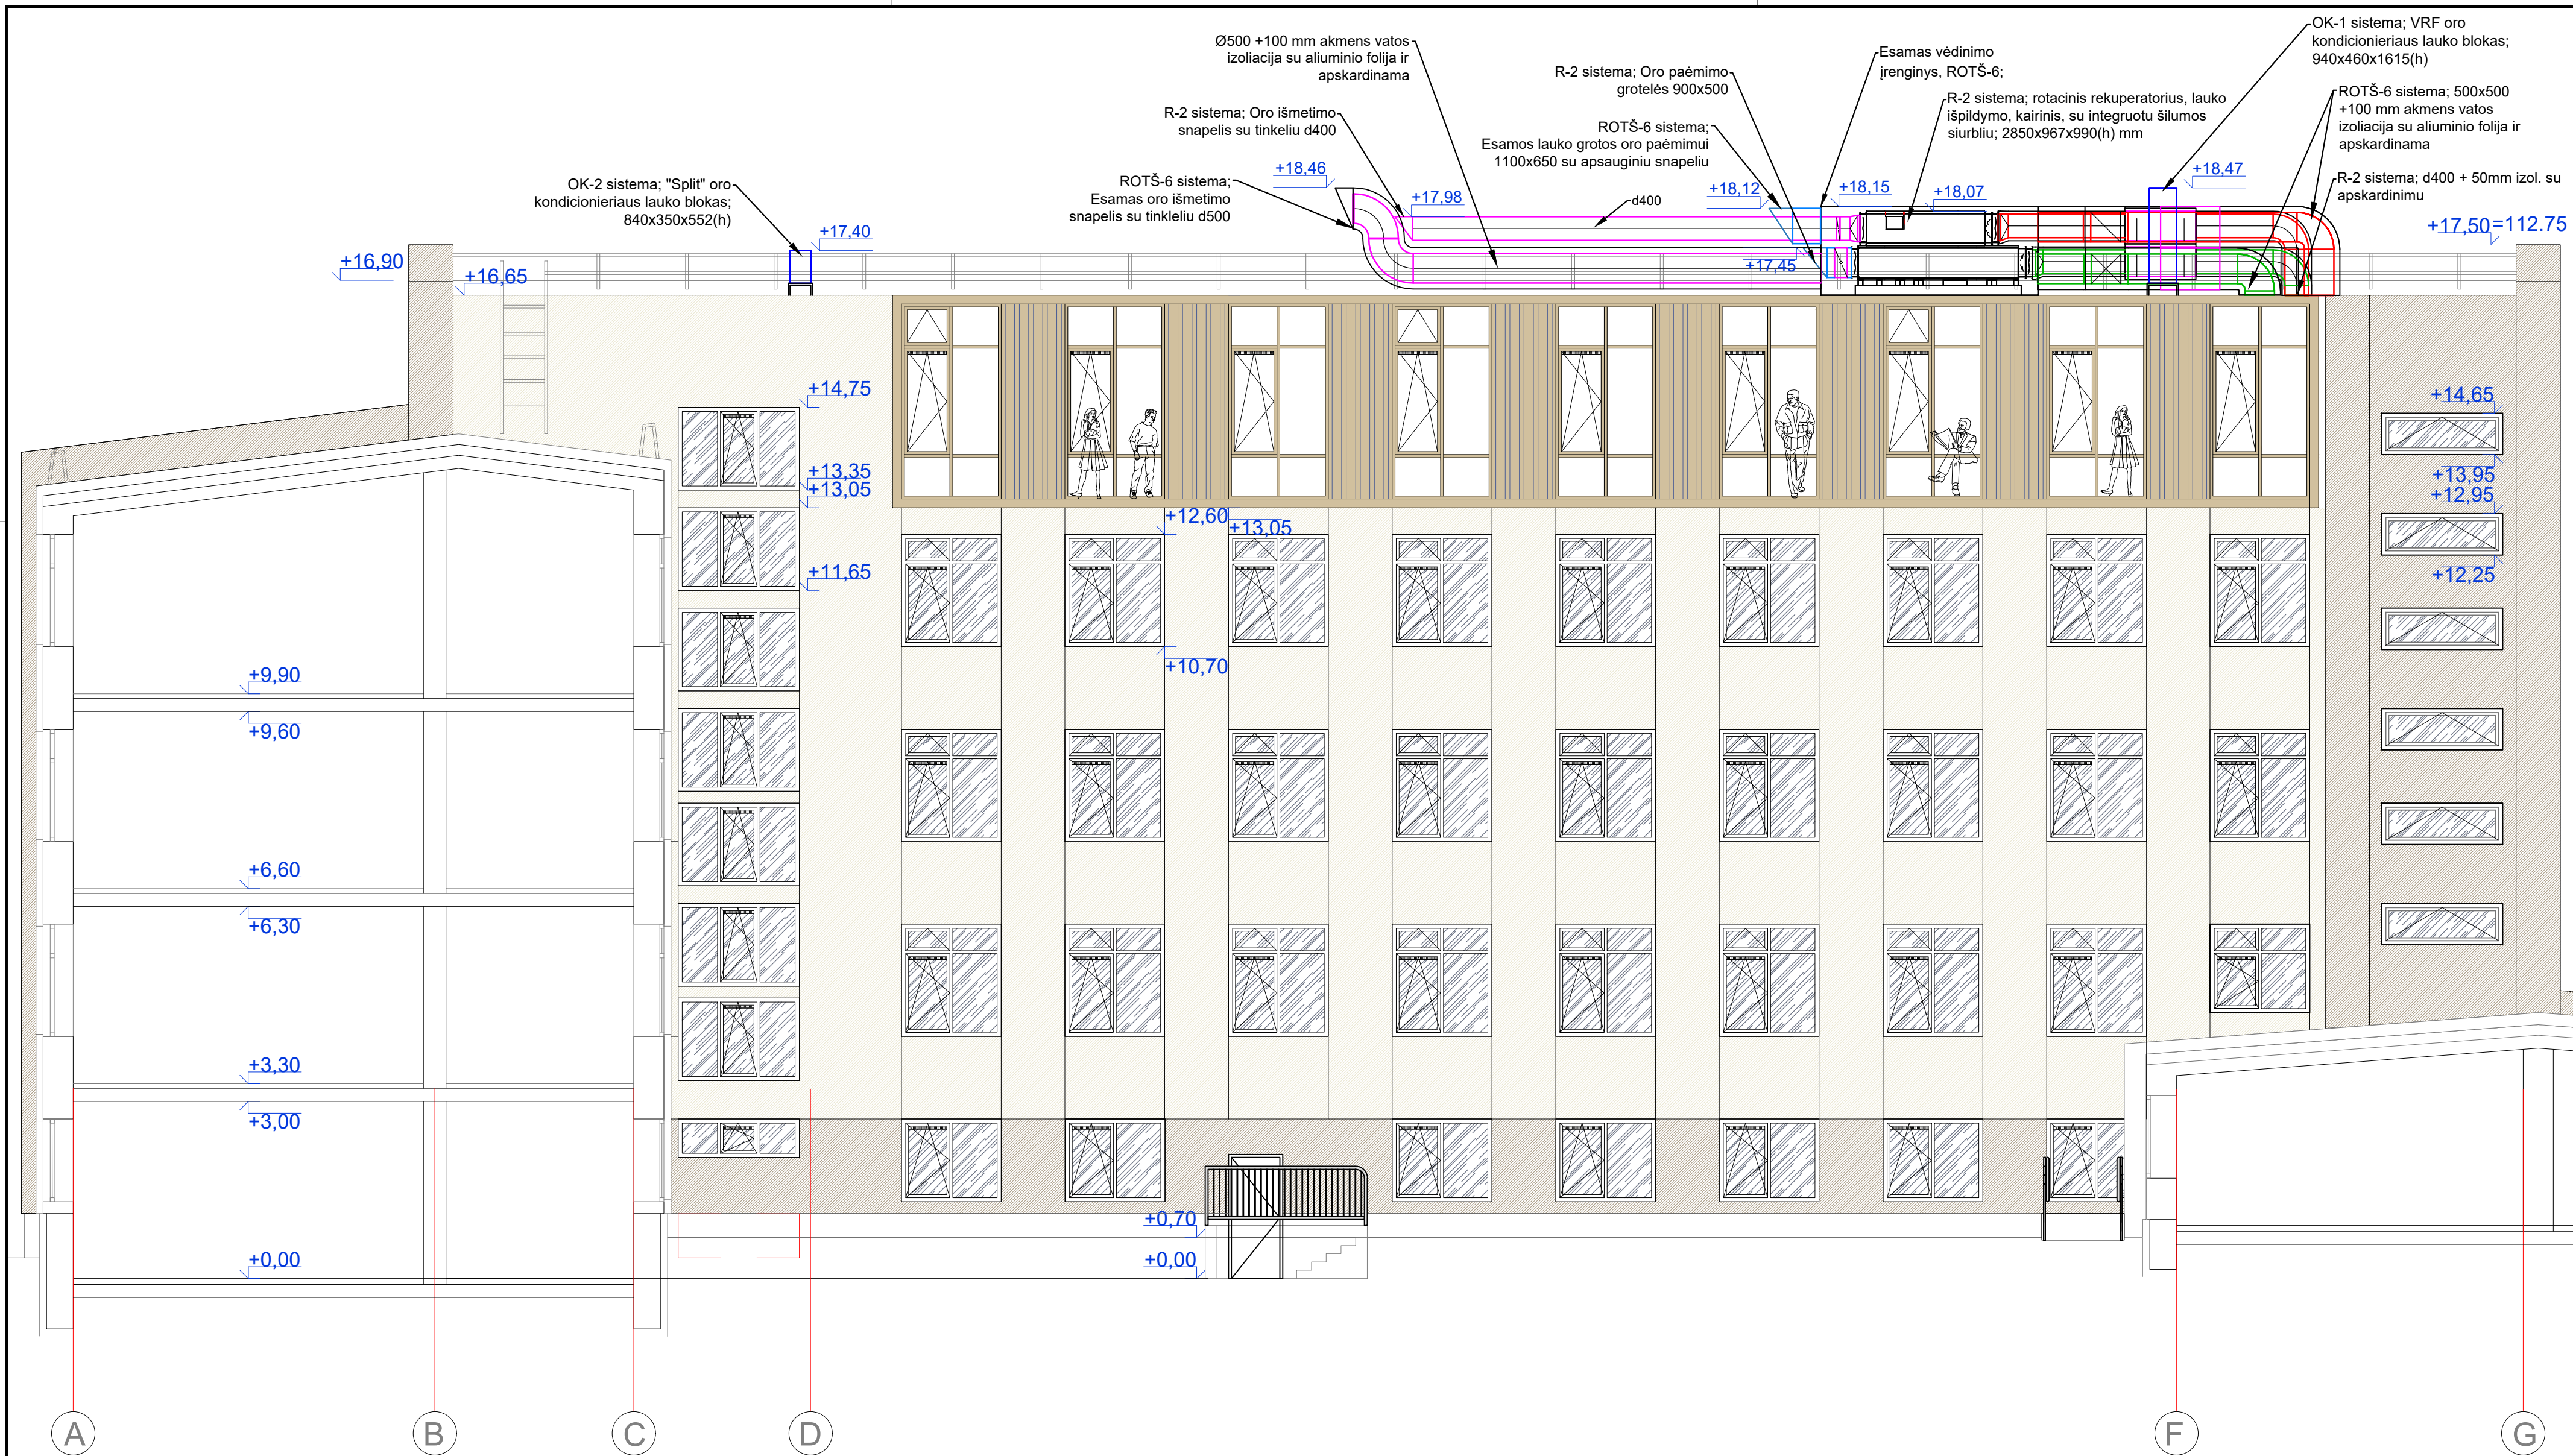 Ø500 +100 mm akmens vatos
izoliacija su aliuminio folija ir
apskardinama
R-2 sistema; Oro išmetimo
snapelis su tinkeliu d400
ROTŠ-6 sistema;
Esamas oro išmetimo
snapelis su tinkleliu d500
OK-2 sistema; "Split" oro
kondicionieriaus lauko blokas;
840x350x552(h)
R-2 sistema; Oro paėmimo
grotelės 900x500
ROTŠ-6 sistema;
Esamos lauko grotos oro paėmimui
1100x650 su apsauginiu snapeliu
Esamas vėdinimo
įrenginys, ROTŠ-6;
R-2 sistema; rotacinis rekuperatorius, lauko
išpildymo, kairinis, su integruotu šilumos
siurbliu; 2850x967x990(h) mm
OK-1 sistema; VRF oro
kondicionieriaus lauko blokas;
940x460x1615(h)
ROTŠ-6 sistema; 500x500
+100 mm akmens vatos
izoliacija su aliuminio folija ir
apskardinama
R-2 sistema; d400 + 50mm izol. su
apskardinimu
+18,46
+17,98
d400
+18,12
+18,15
+18,07
+18,47
+17,50=112.75
+17,40
+17,45
+16,90
+16,65
+14,75
+13,35
+13,05
+11,65
+12,60
+13,05
+10,70
+14,65
+13,95
+12,95
+12,25
+9,90
+9,60
+6,60
+6,30
+3,30
+3,00
+0,70
+0,00
+0,00
A
B
C
D
F
G